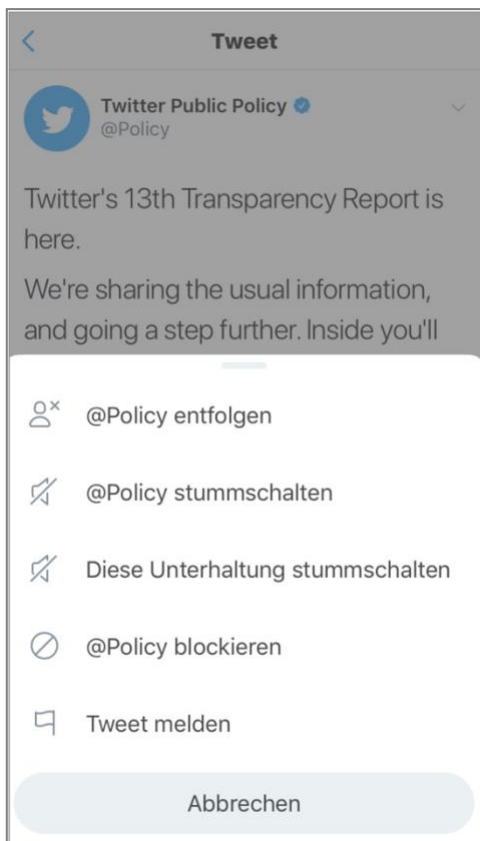 Tweet
Twitter Public Policy
@Policy
Twitter's 13th Transparency Report is
here.
We're sharing the usual information,
and going a step further. Inside you'll
@Policy entfolgen
@Policy stummschalten
Diese Unterhaltung stummschalten
@Policy blockieren
Tweet melden
Abbrechen